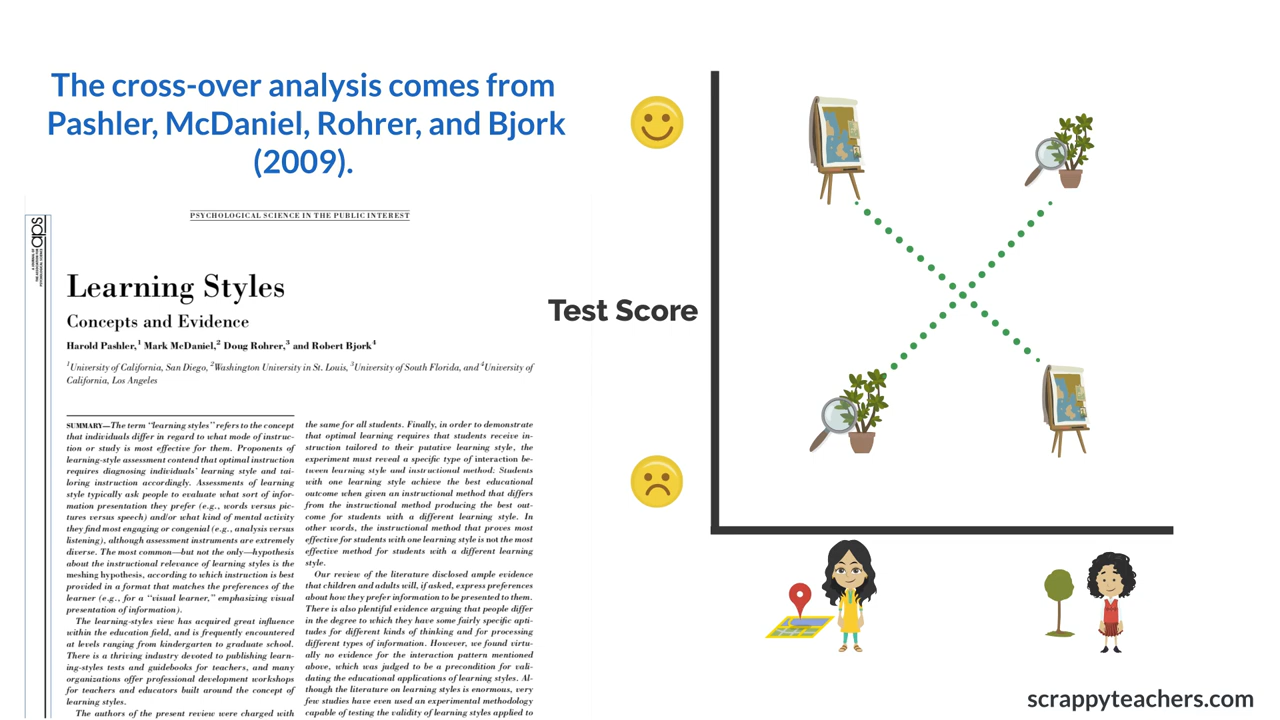 The cross-over analysis comes from
Pashler, McDaniel, Rohrer, and Bjork
(2009).
PSYCHOLOGICAL SCIENCE IN THE PUBLIC INTEREST
aps
Learning Styles
Concepts and Evidence
Harold Pashler,1 Mark McDaniel,2 Doug Rohrer,3 and Robert Bjork4
1University of California, San Diego, 2Washington University in St. Louis, 3University of South Florida, and 4University of
California, Los Angeles
SUMMARY—The term "learning styles" refers to the concept
that individuals differ in regard to what mode of instruc-
tion or study is most effective for them. Proponents of
learning-style assessment contend that optimal instruction
requires diagnosing individuals' learning style and tai-
loring instruction accordingly. Assessments of learning
style typically ask people to evaluate what sort of infor-
mation presentation they prefer (e.g., words versus pic-
tures versus speech) and/or what kind of mental activity
they find most engaging or congenial (e.g., analysis versus
listening), although assessment instruments are extremely
diverse. The most common—but not the only—hypothesis
about the instructional relevance of learning styles is the
meshing hypothesis, according to which instruction is best
provided in a format that matches the preferences of the
learner (e.g., for a "visual learner," emphasizing visual
presentation of information).
The learning-styles view has acquired great influence
within the education field, and is frequently encountered
at levels ranging from kindergarten to graduate school.
There is a thriving industry devoted to publishing learn-
ing-styles tests and guidebooks for teachers, and many
organizations offer professional development workshops
for teachers and educators built around the concept of
learning styles.
The authors of the present review were charged with
the same for all students. Finally, in order to demonstrate
that optimal learning requires that students receive in-
struction tailored to their putative learning style, the
experiment must reveal a specific type of interaction be-
tween learning style and instructional method: Students
with one learning style achieve the best educational
outcome when given an instructional method that differs
from the instructional method producing the best out-
come for students with a different learning style. In
other words, the instructional method that proves most
effective for students with one learning style is not the most
effective method for students with a different learning
style.
Our review of the literature disclosed ample evidence
that children and adults will, if asked, express preferences
about how they prefer information to be presented to them.
There is also plentiful evidence arguing that people differ
in the degree to which they have some fairly specific apti-
tudes for different kinds of thinking and for processing
different types of information. However, we found virtu-
ally no evidence for the interaction pattern mentioned
above, which was judged to be a precondition for vali-
dating the educational applications of learning styles. Al-
though the literature on learning styles is enormous, very
few studies have even used an experimental methodology
capable of testing the validity of learning styles applied to
Test Score
scrappyteachers.com